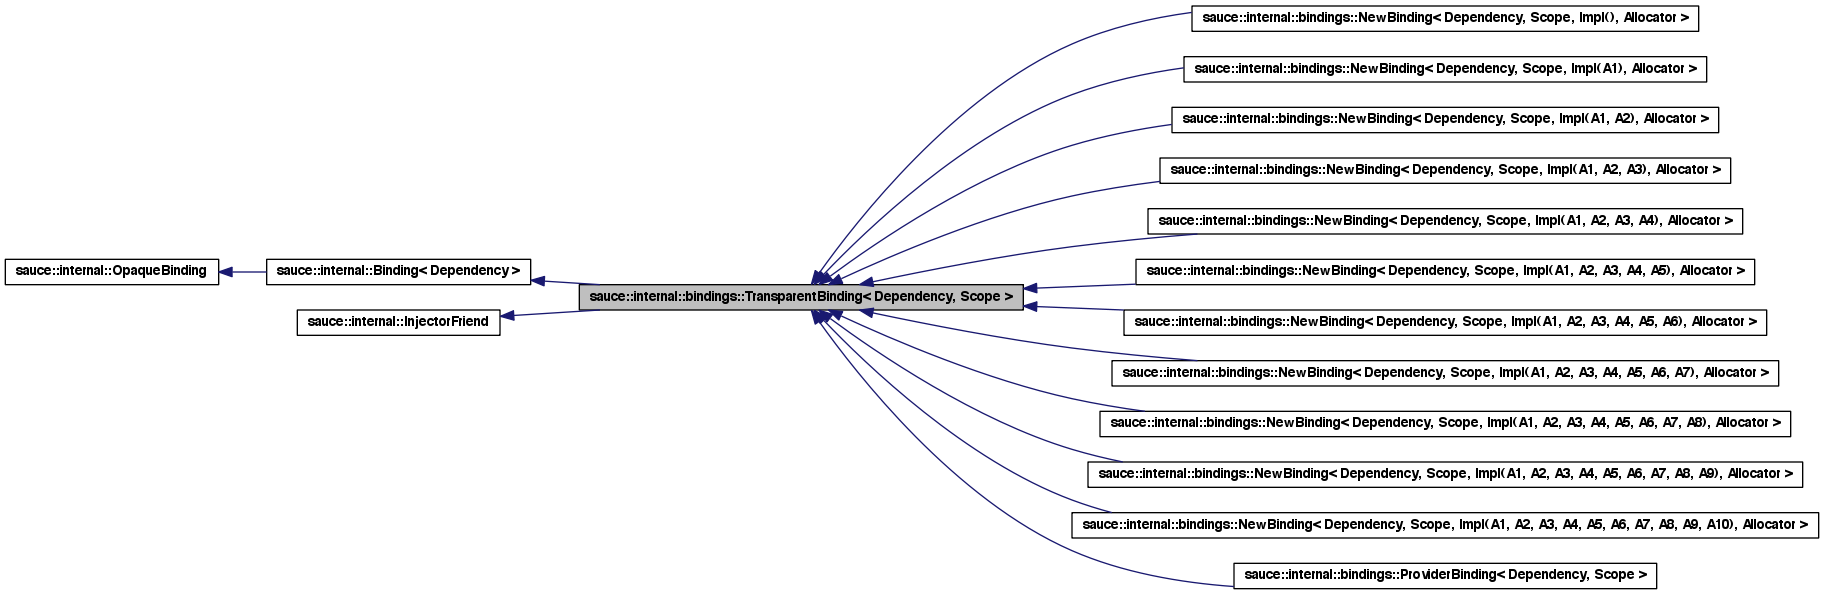 sauce::internal::bindings::NewBinding< Dependency, Scope, Impl(), Allocator >
sauce::internal::bindings::NewBinding< Dependency, Scope, Impl(A1), Allocator >
sauce::internal::bindings::NewBinding< Dependency, Scope, Impl(A1, A2), Allocator >
sauce::internal::bindings::NewBinding< Dependency, Scope, Impl(A1, A2, A3), Allocator >
sauce::internal::bindings::NewBinding< Dependency, Scope, Impl(A1, A2, A3, A4), Allocator >
sauce::internal::OpaqueBinding
sauce::internal::Binding< Dependency >
sauce::internal::bindings::NewBinding< Dependency, Scope, Impl(A1, A2, A3, A4, A5), Allocator >
sauce::internal::bindings::TransparentBinding< Dependency, Scope >
sauce::internal::InjectorFriend
sauce::internal::bindings::NewBinding< Dependency, Scope, Impl(A1, A2, A3, A4, A5, A6), Allocator >
sauce::internal::bindings::NewBinding< Dependency, Scope, Impl(A1, A2, A3, A4, A5, A6, A7), Allocator >
sauce::internal::bindings::NewBinding< Dependency, Scope, Impl(A1, A2, A3, A4, A5, A6, A7, A8), Allocator >
sauce::internal::bindings::NewBinding< Dependency, Scope, Impl(A1, A2, A3, A4, A5, A6, A7, A8, A9), Allocator >
sauce::internal::bindings::NewBinding< Dependency, Scope, Impl(A1, A2, A3, A4, A5, A6, A7, A8, A9, A10), Allocator >
sauce::internal::bindings::ProviderBinding< Dependency, Scope >